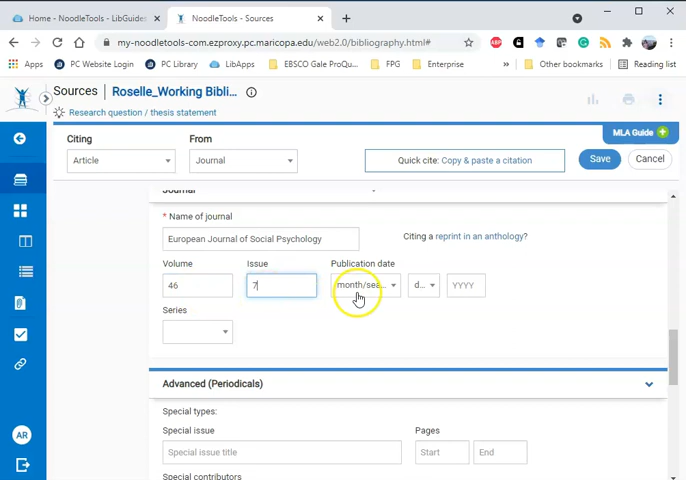 Home - NoodleTools - LibGuides
NoodleTools - Sources
my-noodletools-com.ezproxy.pac.maricopa.edu/web2.0/bibliography.html#
Apps
PC Website Login
PC Library
LibApps
EBSCO Gale ProQu...
FPG
Enterprise
»
Other bookmarks
Reading list
Sources
Roselle_Working Bibli...
Research question / thesis statement
MLA Guide
Citing
From
Article
Journal
Quick cite: Copy & paste a citation
Save
Cancel
Journal
* Name of journal
European Journal of Social Psychology
Citing a reprint in an anthology?
Volume
Issue
Publication date
46
7
month/sea...
d...
YYYY
Series
Advanced (Periodicals)
Special types:
Special issue
Pages
Special issue title
Start
End
Special contributors
AR